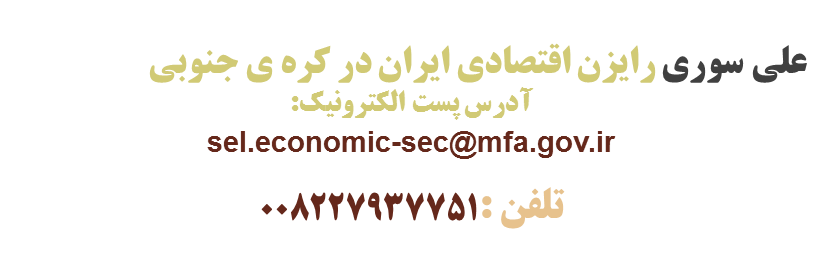 علی سوری رایزن اقتصادی ایران در کره ی جنوبی
آدرس پست الکترونیک:
sel.economic-sec@mfa.gov.ir
تلفن :۰۰۸۲۲۷۹۳۷۷۵۱